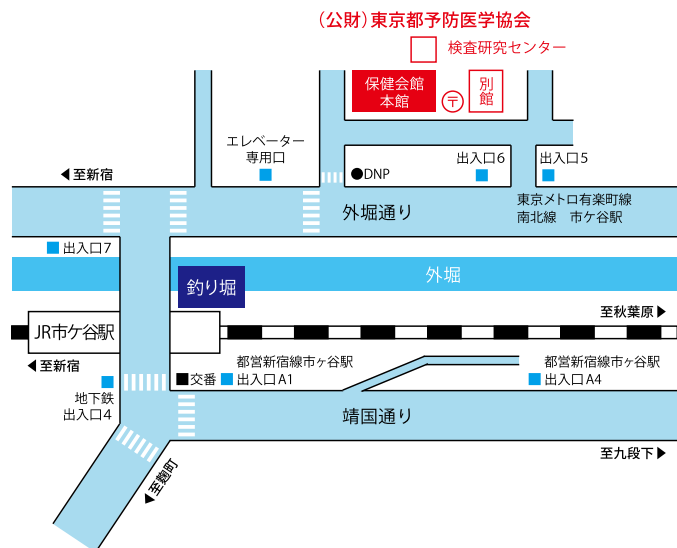 （公財）東京都予防医学協会
検査研究センター
保健会館
本館
〒
別
館
エレベーター
専用口
至新宿
DNP
出入口6
出入口5
東京メトロ有楽町線
南北線　市ケ谷駅
外堀通り
出入口7
外堀
釣り堀
至秋葉原
JR市ケ谷駅
至新宿
都営新宿線市ヶ谷駅
交番
出入口A1
都営新宿線市ヶ谷駅
出入口A4
地下鉄
出入口4
靖国通り
至九段下
至麹町